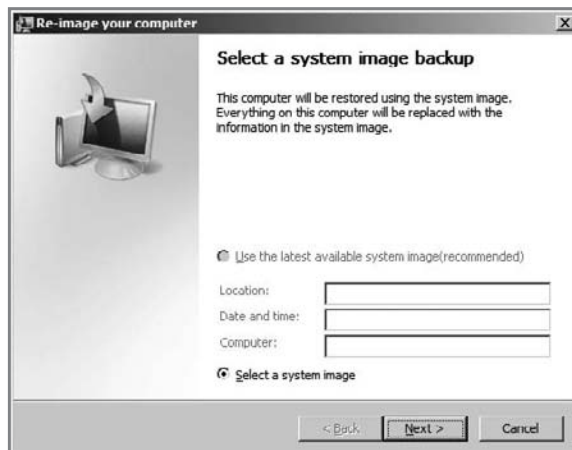 Re-image your computer
Select a system image backup
This computer will be restored using the system image.
Everything on this computer will be replaced with the
information in the system image.
Use the latest available system image(recommended)
Location:
Date and time:
Computer:
Select a system image
< Back
Next >
Cancel